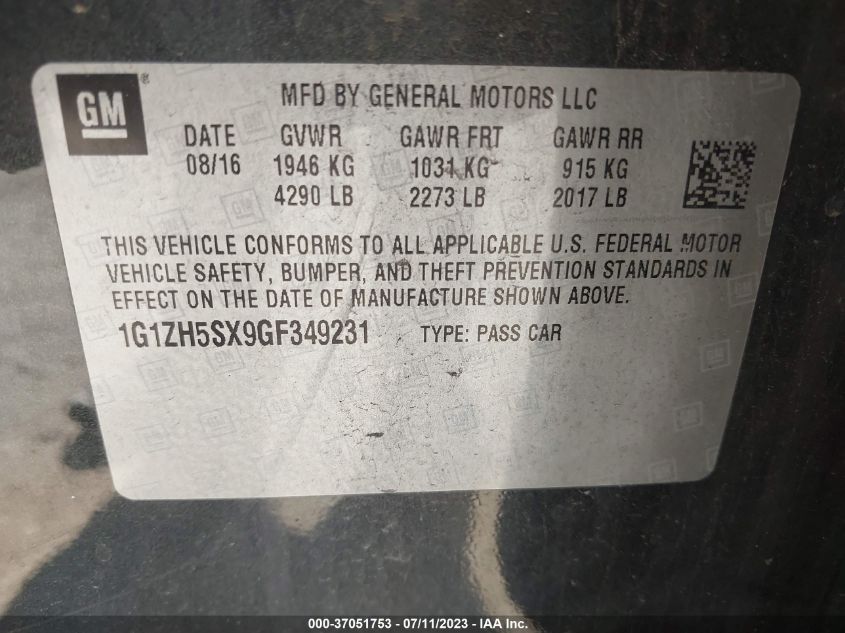 GM ®
MFD BY GENERAL MOTORS LLC
DATE GVWR GAWR FRT GAWR RR
08/16 1946 KG 1031 KG 915 KG
4290 LB 2273 LB 2017 LB
THIS VEHICLE CONFORMS TO ALL APPLICABLE U.S. FEDERAL MOTOR
VEHICLE SAFETY, BUMPER, AND THEFT PREVENTION STANDARDS IN
EFFECT ON THE DATE OF MANUFACTURE SHOWN ABOVE.
1G1ZH5SX9GF349231 TYPE: PASS CAR
000-37051753 - 07/11/2023 - IAA Inc.